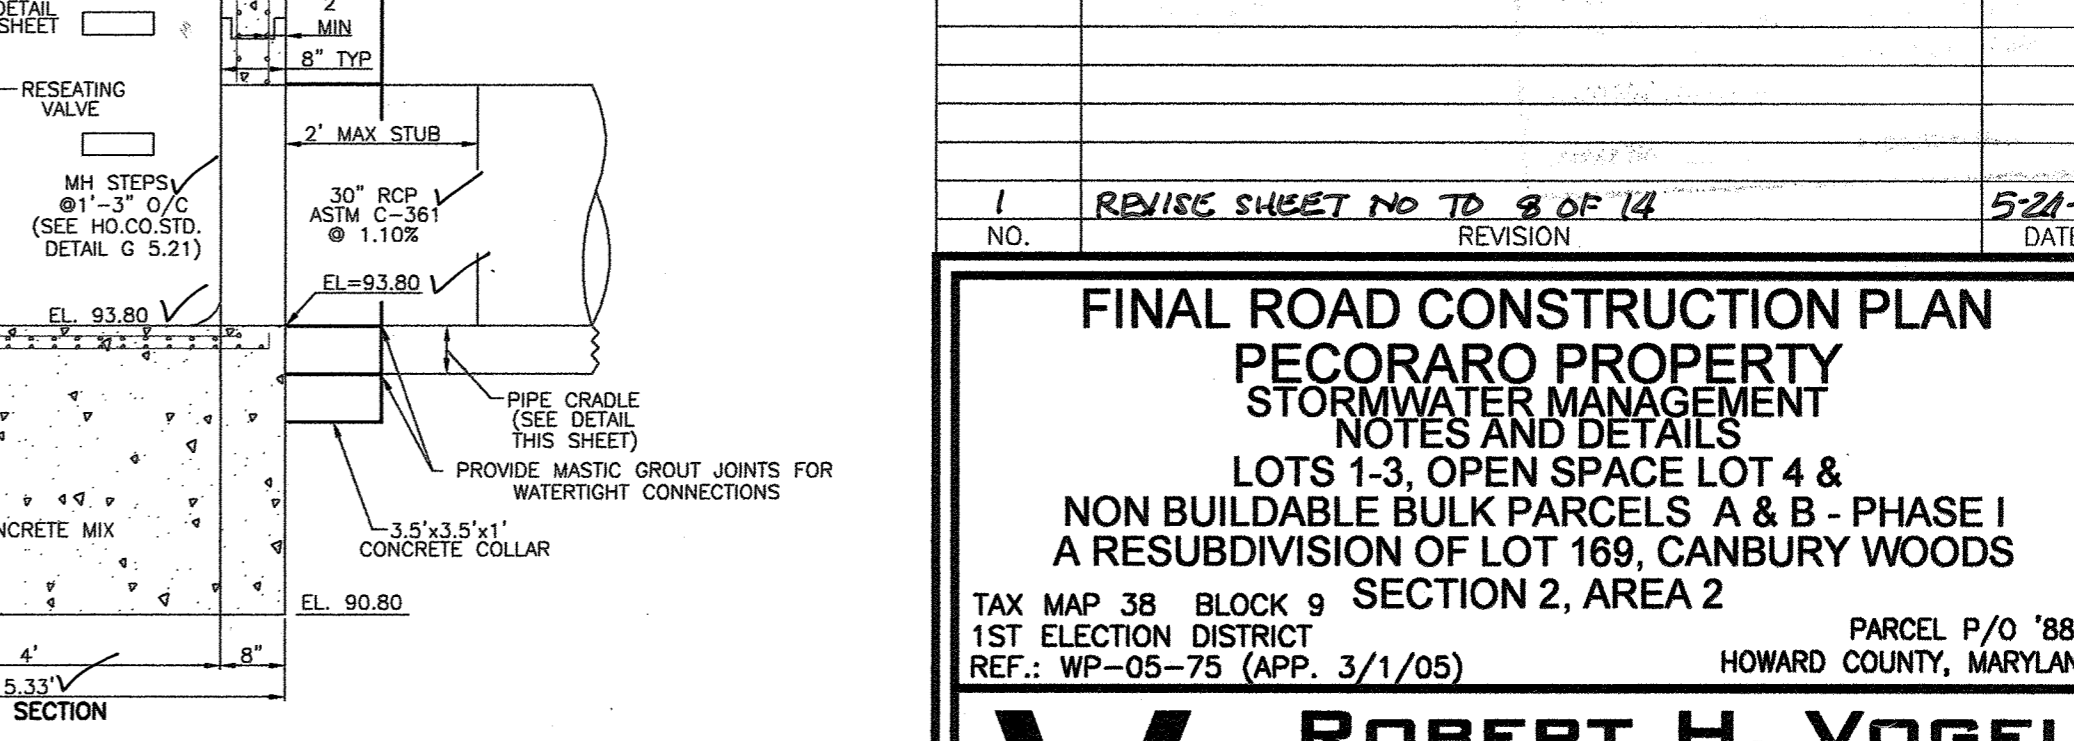 DETAIL
SHEET
2
MIN
8" TYP
RESEATING
VALVE
2' MAX STUB
MH STEPS
@1'-3" O/C
(SEE HO.CO.STD.
DETAIL G 5.21)
30" RCP
ASTM C-361
@ 1.10%
EL=93.80
EL. 93.80
PIPE CRADLE
(SEE DETAIL
THIS SHEET)
PROVIDE MASTIC GROUT JOINTS FOR
WATERTIGHT CONNECTIONS
3.5'x3.5'x1'
CONCRETE COLLAR
NCRETE MIX
EL. 90.80
4'
8"
5.33'
SECTION
1 REVISE SHEET NO TO 8 OF 14
NO. REVISION DATE
FINAL ROAD CONSTRUCTION PLAN
PECORARO PROPERTY
STORMWATER MANAGEMENT
NOTES AND DETAILS
LOTS 1-3, OPEN SPACE LOT 4 &
NON BUILDABLE BULK PARCELS A & B - PHASE I
A RESUBDIVISION OF LOT 169, CANBURY WOODS
SECTION 2, AREA 2
TAX MAP 38 BLOCK 9
1ST ELECTION DISTRICT
REF.: WP-05-75 (APP. 3/1/05)
PARCEL P/O '88
HOWARD COUNTY, MARYLAN
ROBERT H. VOGEL